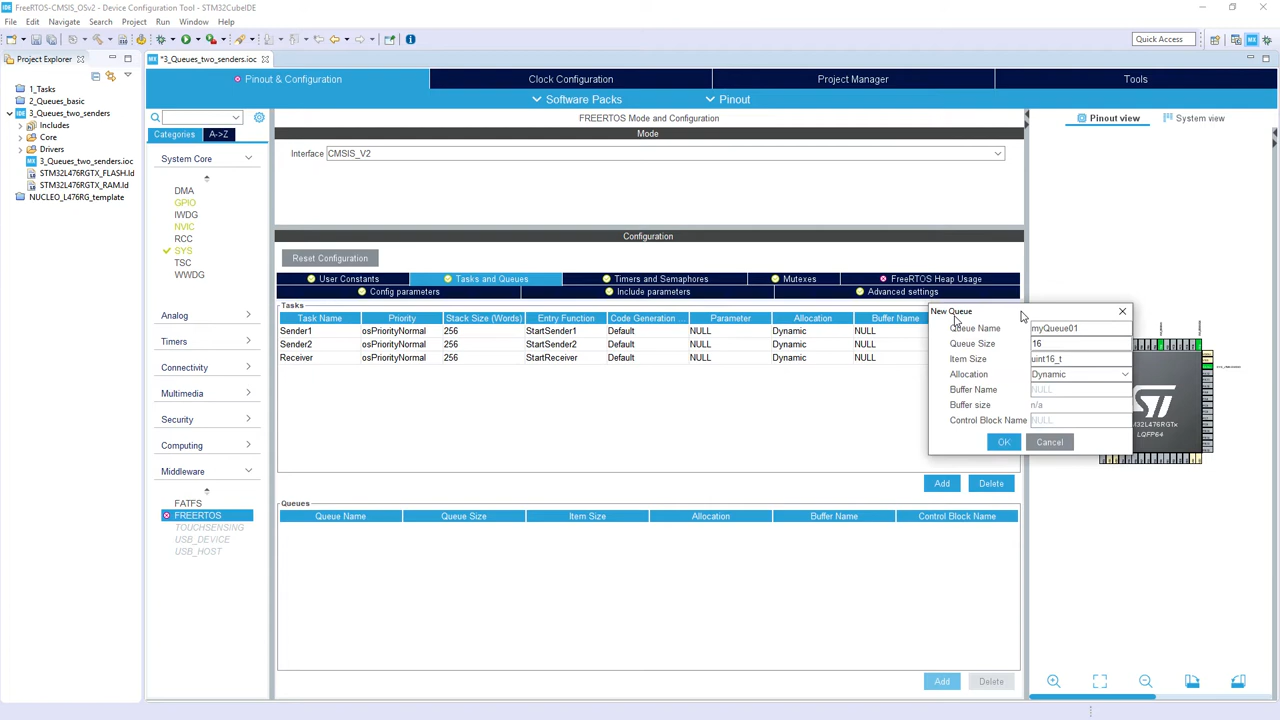 FreeRTOS-CMSIS_OSv2 - Device Configuration Tool - STM32CubeIDE
File Edit Navigate Search Project Run Window Help
Quick Access
Project Explorer
*3_Queues_two_senders.ioc
1_Tasks
2_Queues_basic
3_Queues_two_senders
Includes
Core
Drivers
3_Queues_two_senders.ioc
STM32L476RGTX_FLASH.ld
STM32L476RGTX_RAM.ld
NUCLEO_L476RG_template
Pinout & Configuration
Clock Configuration
Project Manager
Tools
Software Packs
Pinout
Categories
A->Z
System Core
DMA
GPIO
IWDG
NVIC
RCC
SYS
TSC
WWDG
Analog
Timers
Connectivity
Multimedia
Security
Computing
Middleware
FATFS
FREERTOS
TOUCHSENSING
USB_DEVICE
USB_HOST
FREERTOS Mode and Configuration
Mode
Interface CMSIS_V2
Configuration
Reset Configuration
User Constants
Tasks and Queues
Timers and Semaphores
Mutexes
FreeRTOS Heap Usage
Config parameters
Include parameters
Advanced settings
Tasks
Task Name Priority Stack Size (Words) Entry Function Code Generation ... Parameter Allocation Buffer Name
Sender1 osPriorityNormal 256 StartSender1 Default NULL Dynamic NULL
Sender2 osPriorityNormal 256 StartSender2 Default NULL Dynamic NULL
Receiver osPriorityNormal 256 StartReceiver Default NULL Dynamic NULL
Add
Delete
Queues
Queue Name Queue Size Item Size Allocation Buffer Name Control Block Name
Add
Delete
New Queue
Queue Name myQueue01
Queue Size 16
Item Size uint16_t
Allocation Dynamic
Buffer Name NULL
Buffer size n/a
Control Block Name NULL
OK
Cancel
Pinout view
System view
LQFP64